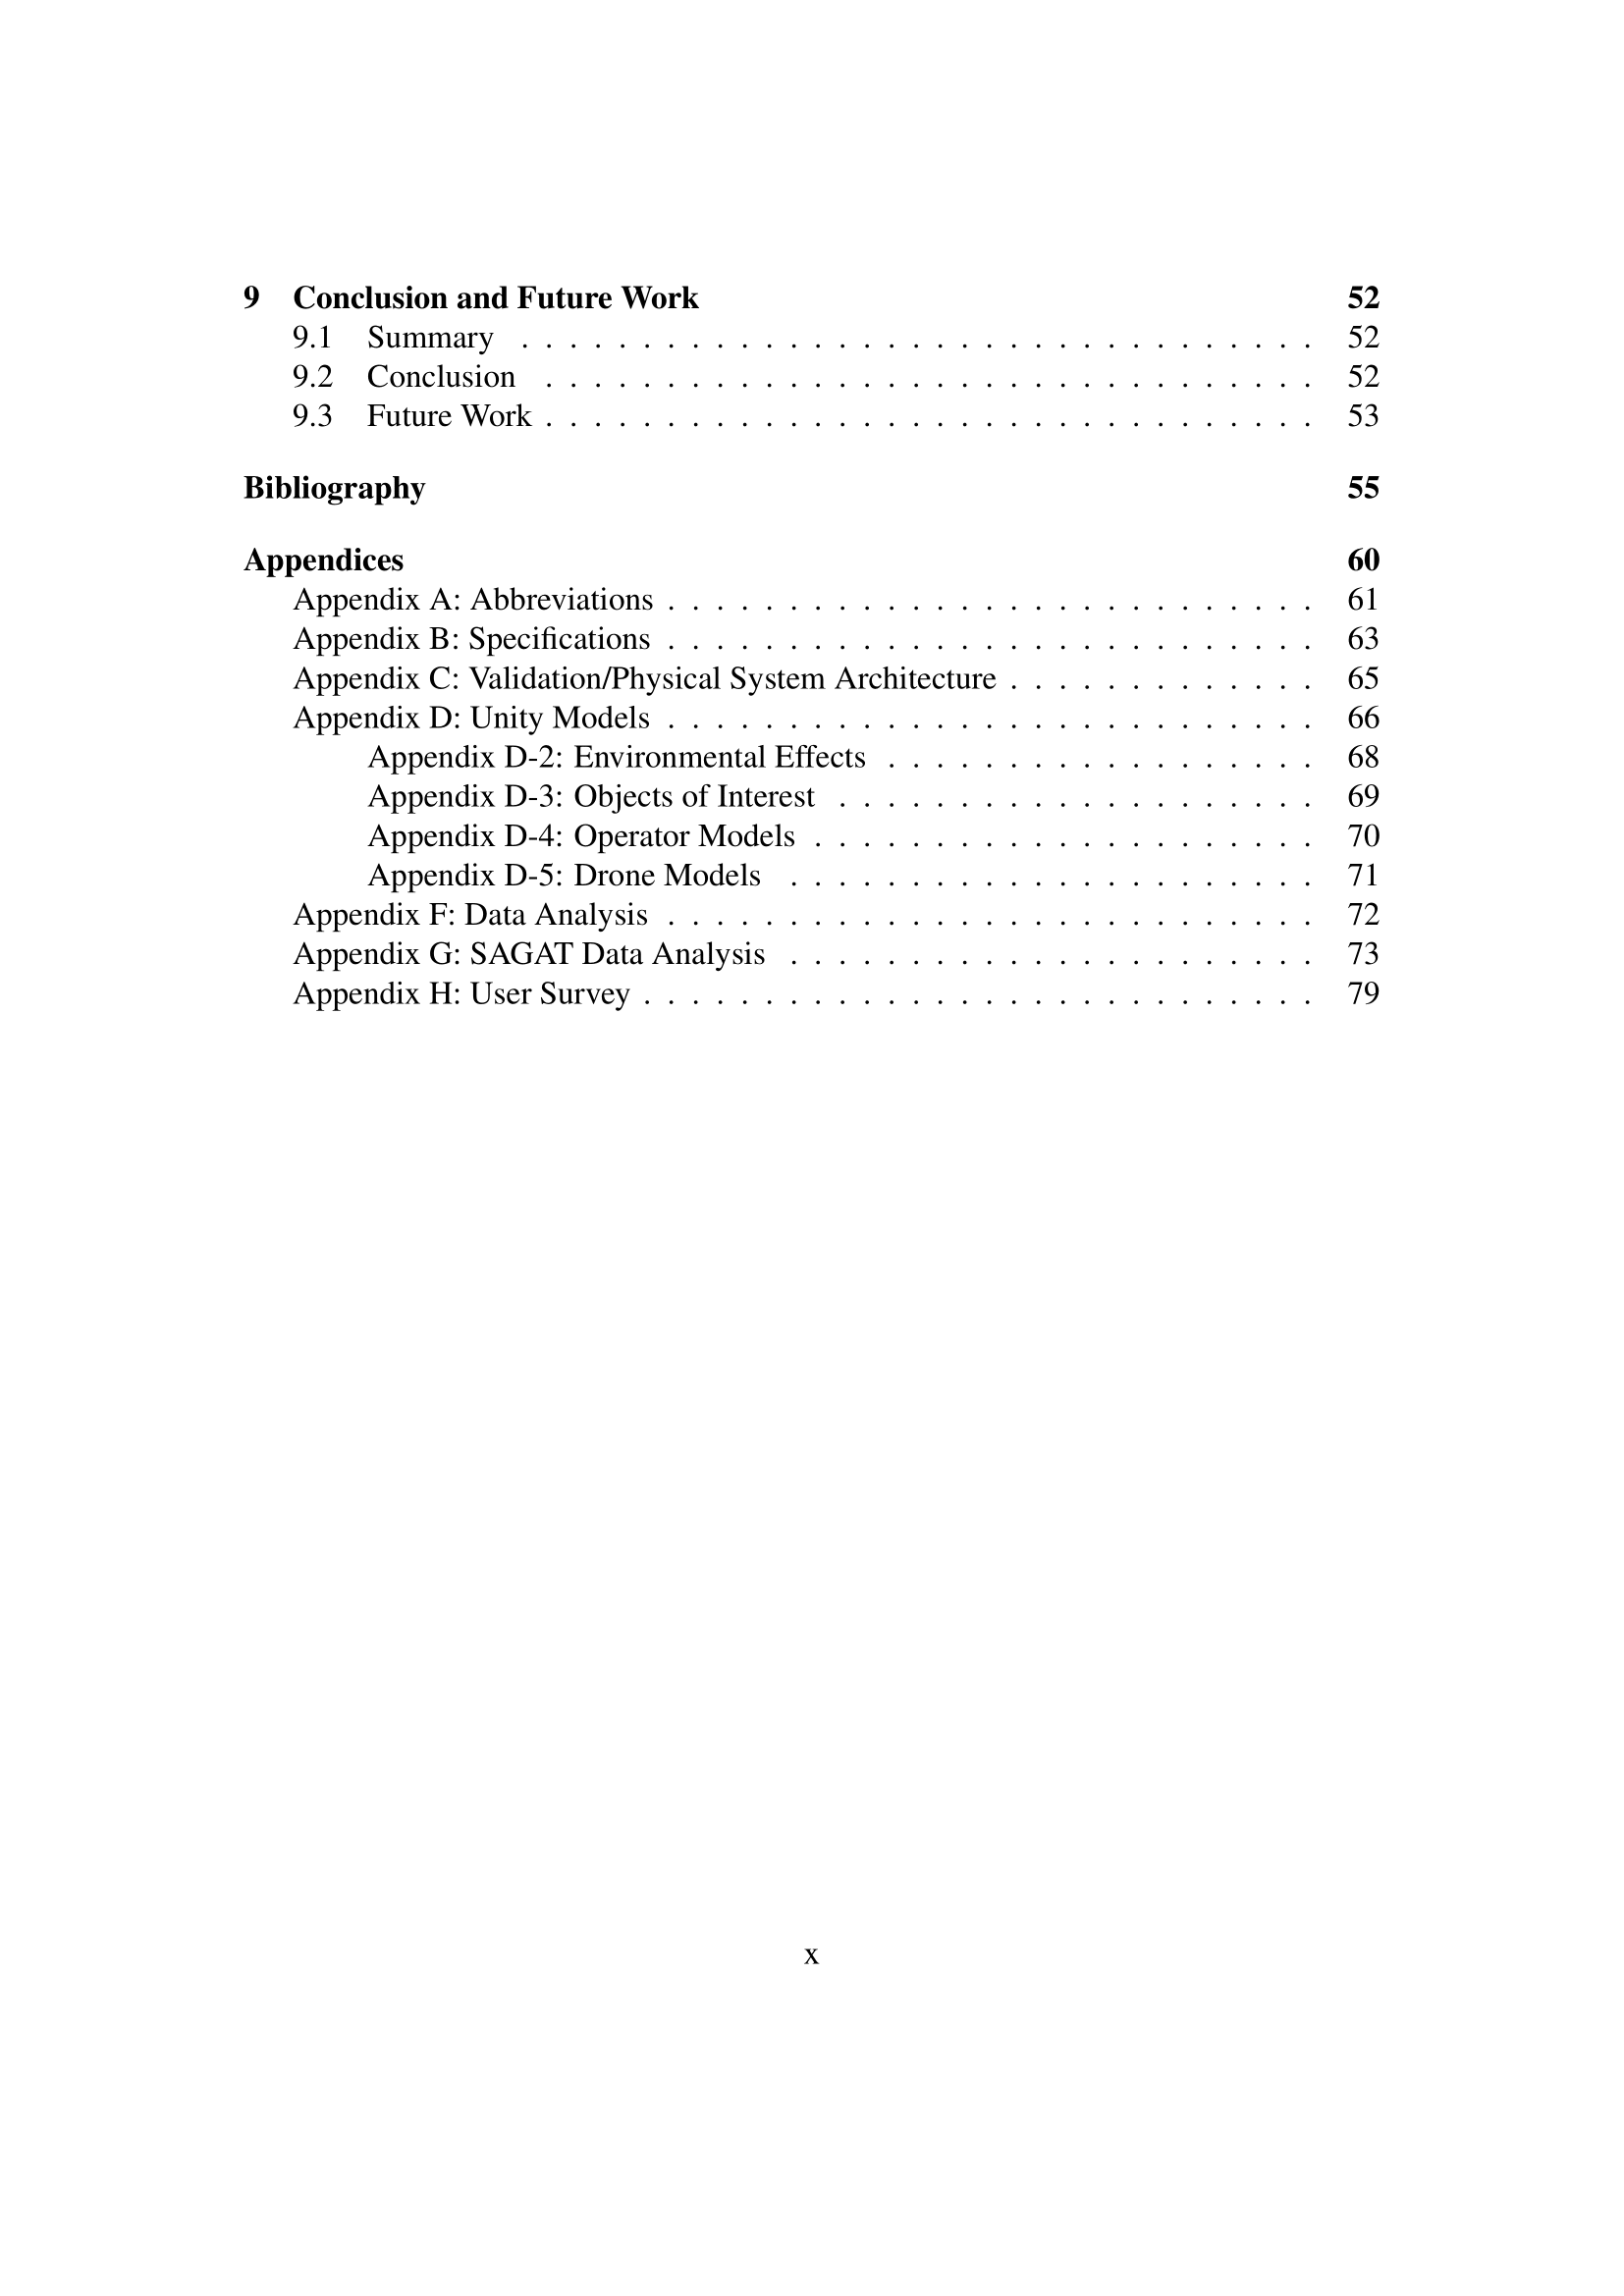 9 Conclusion and Future Work 52
9.1 Summary . . . . . . . . . . . . . . . . . . . . . . . . . . . . . . . . . 52
9.2 Conclusion . . . . . . . . . . . . . . . . . . . . . . . . . . . . . . . . 52
9.3 Future Work . . . . . . . . . . . . . . . . . . . . . . . . . . . . . . . . 53
Bibliography 55
Appendices 60
Appendix A: Abbreviations . . . . . . . . . . . . . . . . . . . . . . . . . . . 61
Appendix B: Specifications . . . . . . . . . . . . . . . . . . . . . . . . . . . 63
Appendix C: Validation/Physical System Architecture . . . . . . . . . . . . . 65
Appendix D: Unity Models . . . . . . . . . . . . . . . . . . . . . . . . . . . 66
Appendix D-2: Environmental Effects . . . . . . . . . . . . . . . . . . 68
Appendix D-3: Objects of Interest . . . . . . . . . . . . . . . . . . . . 69
Appendix D-4: Operator Models . . . . . . . . . . . . . . . . . . . . . 70
Appendix D-5: Drone Models . . . . . . . . . . . . . . . . . . . . . . 71
Appendix F: Data Analysis . . . . . . . . . . . . . . . . . . . . . . . . . . . 72
Appendix G: SAGAT Data Analysis . . . . . . . . . . . . . . . . . . . . . . 73
Appendix H: User Survey . . . . . . . . . . . . . . . . . . . . . . . . . . . . 79
x